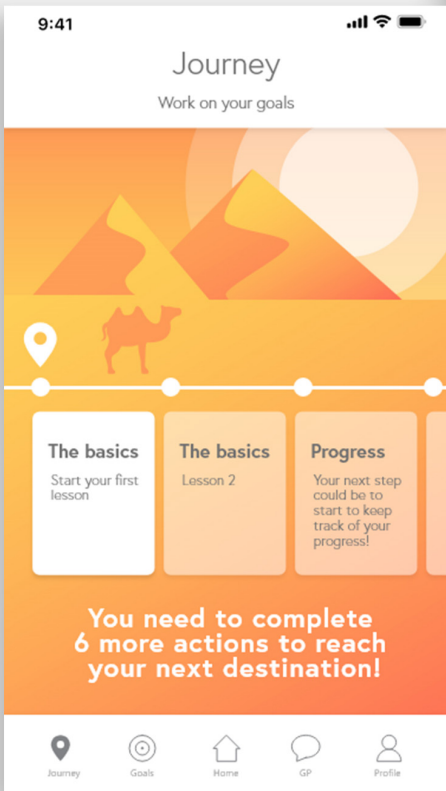 9:41
Journey
Work on your goals
The basics
Start your first
lesson
The basics
Lesson 2
Progress
Your next step
could be to
start to keep
track of your
progress!
You need to complete
6 more actions to reach
your next destination!
Journey
Goals
Home
GP
Profile